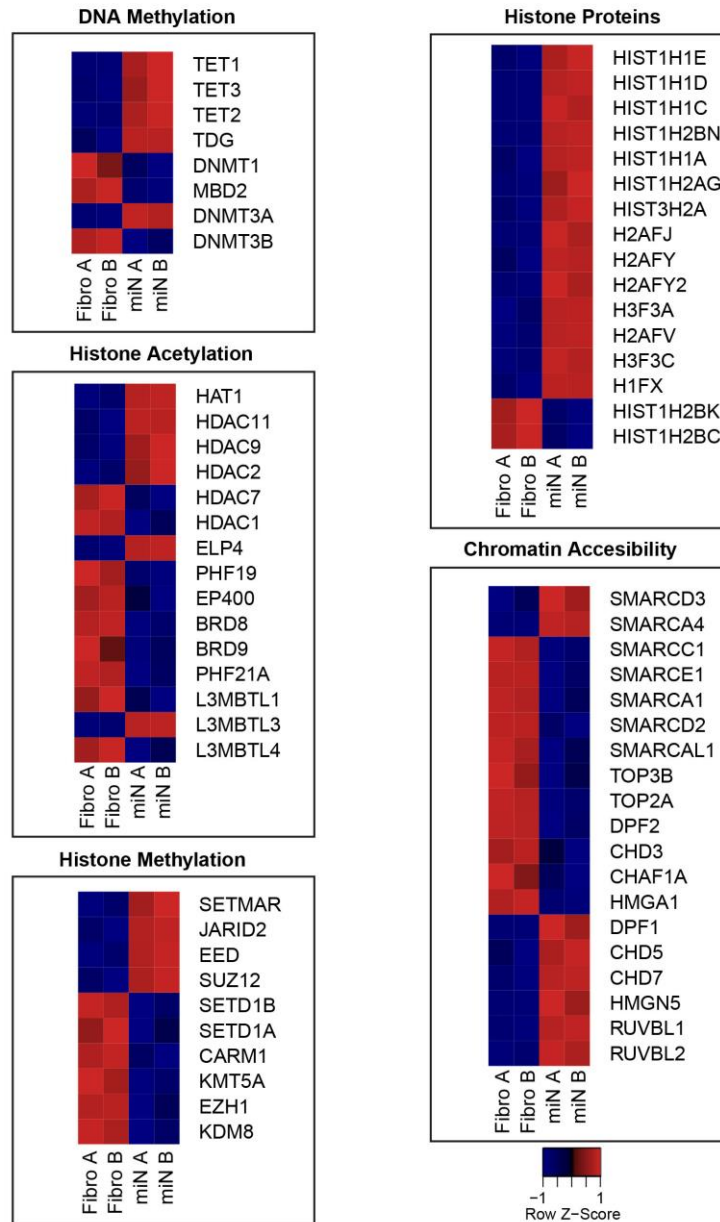 DNA Methylation
TET1
TET3
TET2
TDG
DNMT1
MBD2
DNMT3A
DNMT3B
Fibro A
Fibro B
miN A
miN B
Histone Acetylation
HAT1
HDAC11
HDAC9
HDAC2
HDAC7
HDAC1
ELP4
PHF19
EP400
BRD8
BRD9
PHF21A
L3MBTL1
L3MBTL3
L3MBTL4
Fibro A
Fibro B
miN A
miN B
Histone Methylation
SETMAR
JARID2
EED
SUZ12
SETD1B
SETD1A
CARM1
KMT5A
EZH1
KDM8
Fibro A
Fibro B
miN A
miN B
Histone Proteins
HIST1H1E
HIST1H1D
HIST1H1C
HIST1H2BN
HIST1H1A
HIST1H2AG
HIST3H2A
H2AFJ
H2AFY
H2AFY2
H3F3A
H2AFV
H3F3C
H1FX
HIST1H2BK
HIST1H2BC
Fibro A
Fibro B
miN A
miN B
Chromatin Accesibility
SMARCD3
SMARCA4
SMARCC1
SMARCE1
SMARCA1
SMARCD2
SMARCAL1
TOP3B
TOP2A
DPF2
CHD3
CHAF1A
HMGA1
DPF1
CHD5
CHD7
HMGN5
RUVBL1
RUVBL2
Fibro A
Fibro B
miN A
miN B
−1 1
Row Z−Score